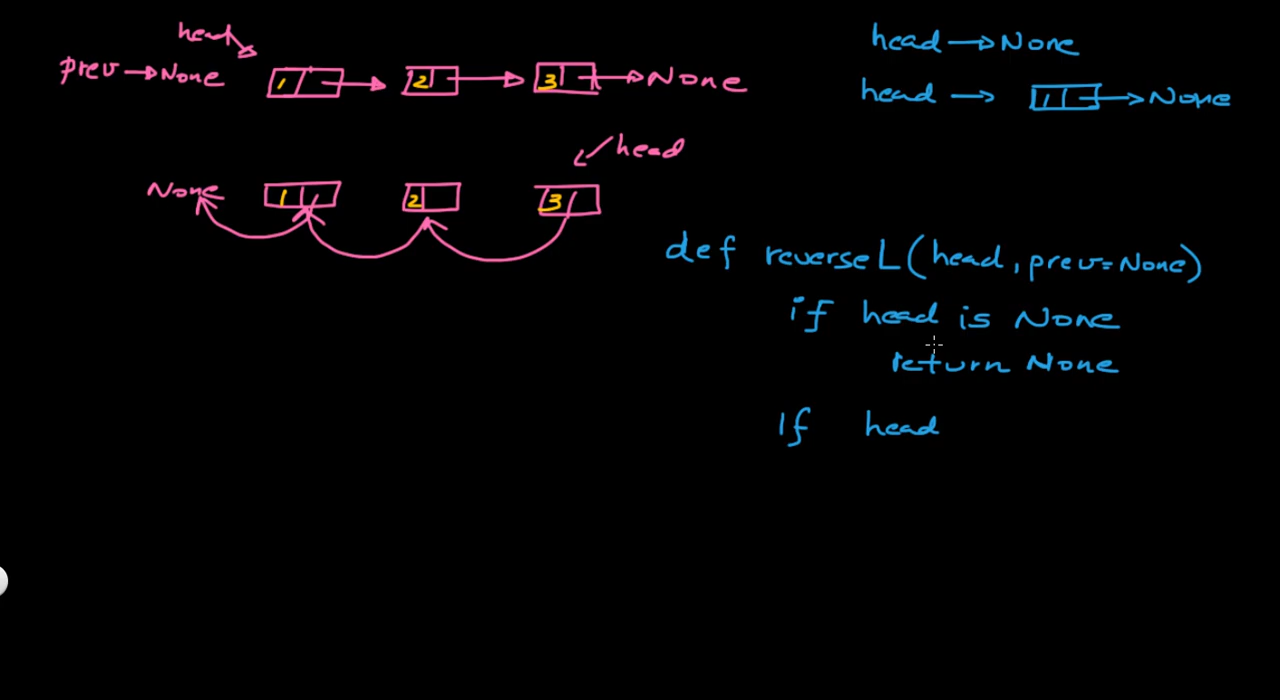 head
prev → None 1 → 2 → 3 → None
head
None 1 2 3
head → None
head → 1 → None
def reverseL(head, prev=None)
if head is None
return None
If head